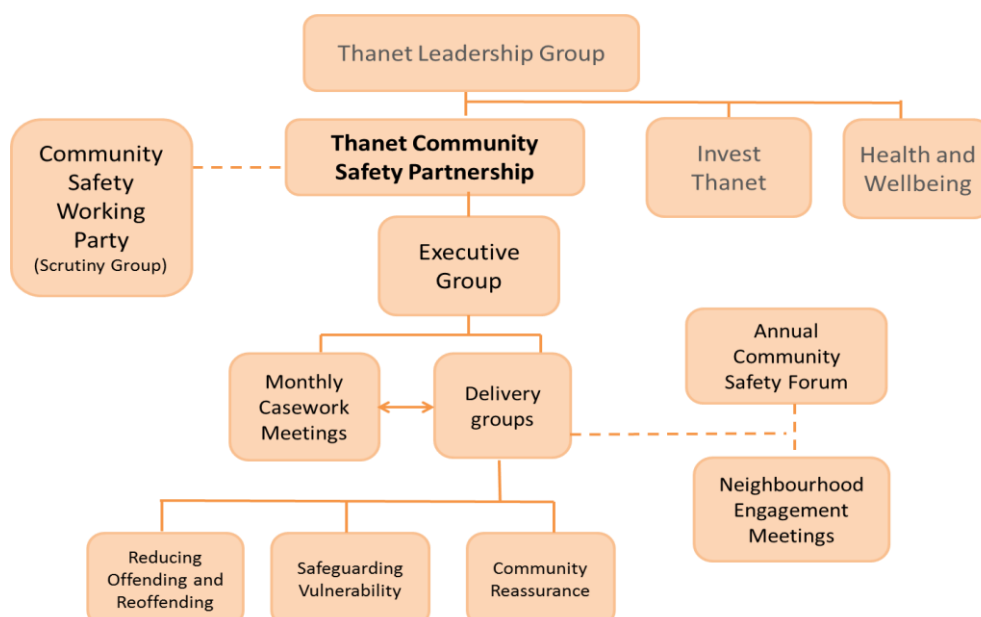 Thanet Leadership Group
Community
Safety
Working
Party
(Scrutiny Group)
Thanet Community
Safety Partnership
Invest
Thanet
Health and
Wellbeing
Executive
Group
Monthly
Casework
Meetings
Delivery
groups
Annual
Community
Safety Forum
Neighbourhood
Engagement
Meetings
Reducing
Offending and
Reoffending
Safeguarding
Vulnerability
Community
Reassurance